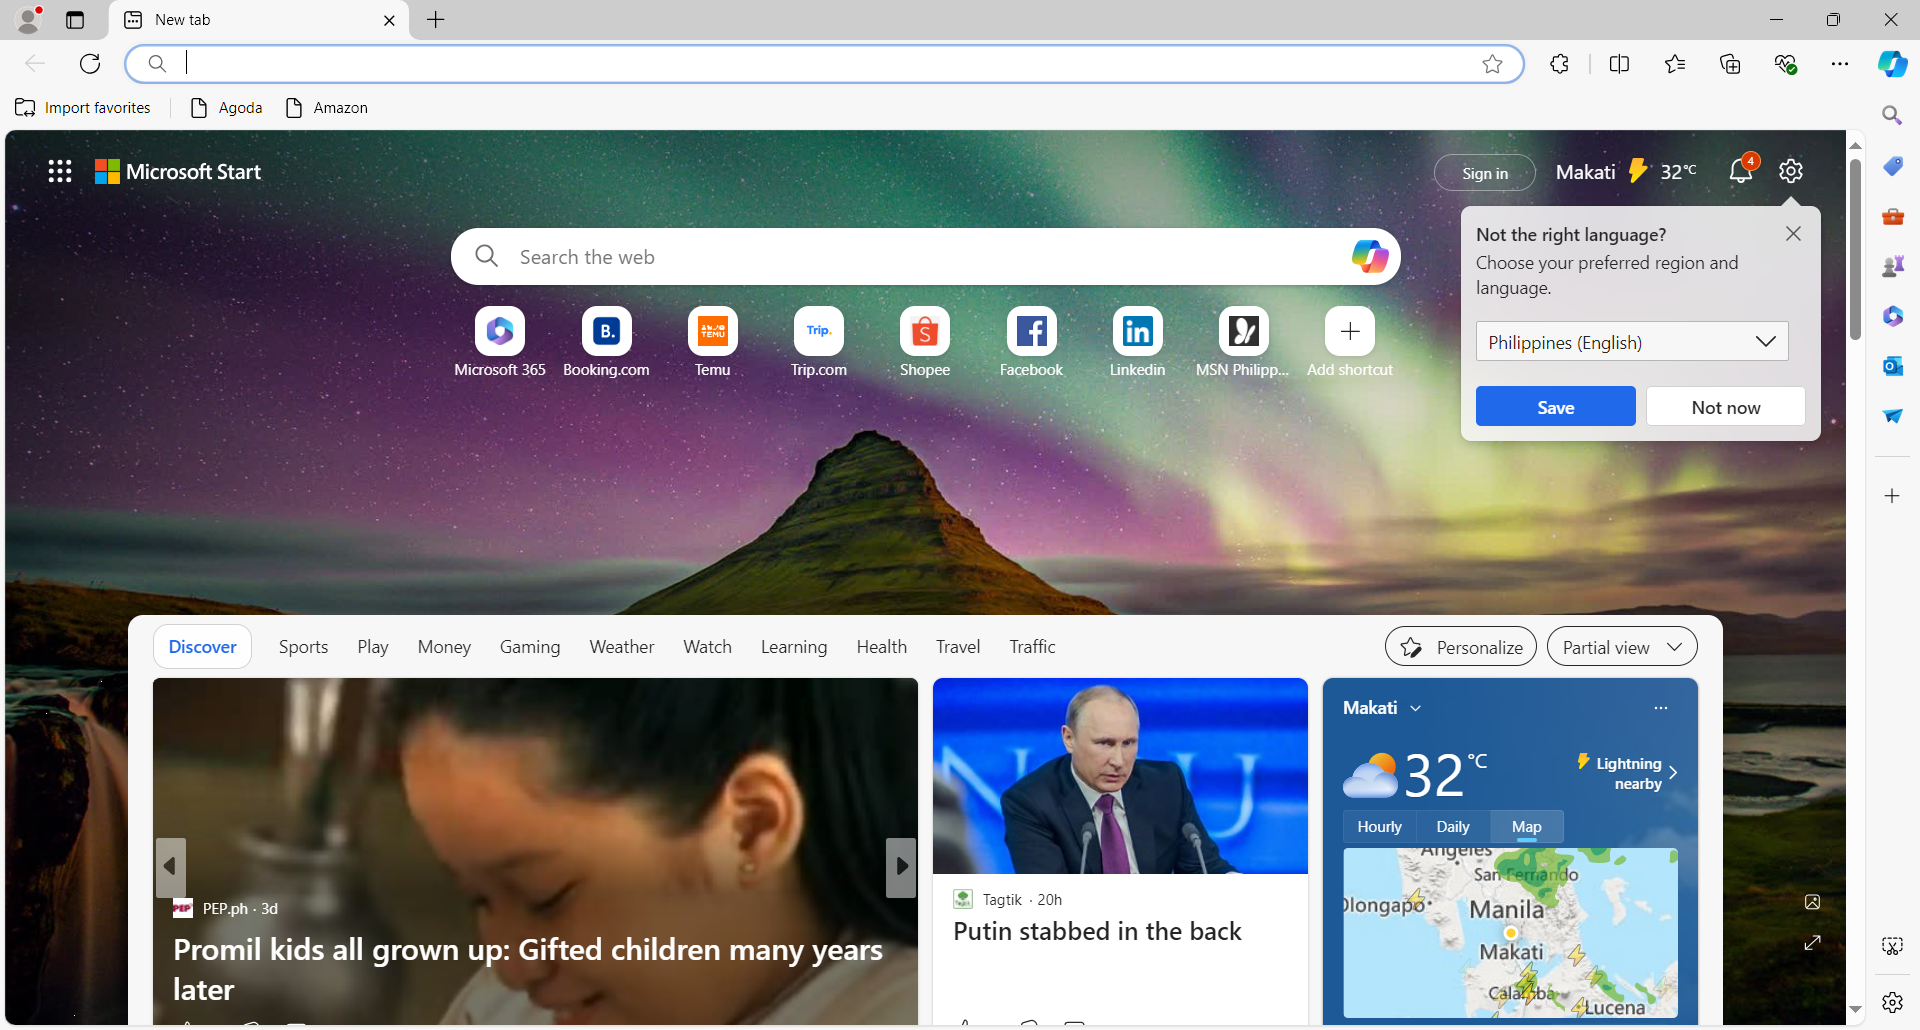 New tab
Import favorites
Agoda
Amazon
Microsoft Start
Sign in
Makati
32°C
4
Search the web
Not the right language?
Choose your preferred region and
language.
Philippines (English)
Save
Not now
B.
TEMU
Trip.
Microsoft 365
Booking.com
Temu
Trip.com
Shopee
Facebook
Linkedin
MSN Philipp...
Add shortcut
Discover
Sports
Play
Money
Gaming
Weather
Watch
Learning
Health
Travel
Traffic
Personalize
Partial view
PEP PEP.ph · 3d
Promil kids all grown up: Gifted children many years
later
Tagtik · 20h
Putin stabbed in the back
Makati
32°C
Lightning
nearby
Hourly
Daily
Map
Angeles
San Fernando
Olongapo
Manila
Makati
Calamba
Lucena